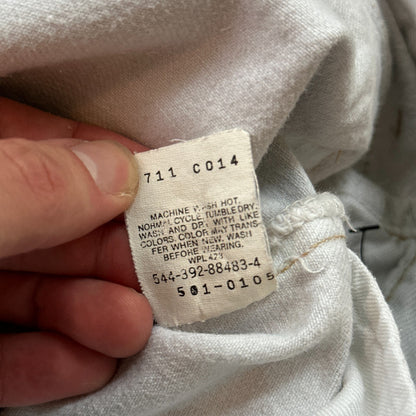 711 C014
MACHINE WASH HOT,
NORMAL CYCLE, TUMBLE DRY.
WASH AND DRY WITH LIKE
COLORS. COLOR MAY TRANS-
FER WHEN NEW. WASH
BEFORE WEARING.
WPL 423
544-392-88483-4
501-0105